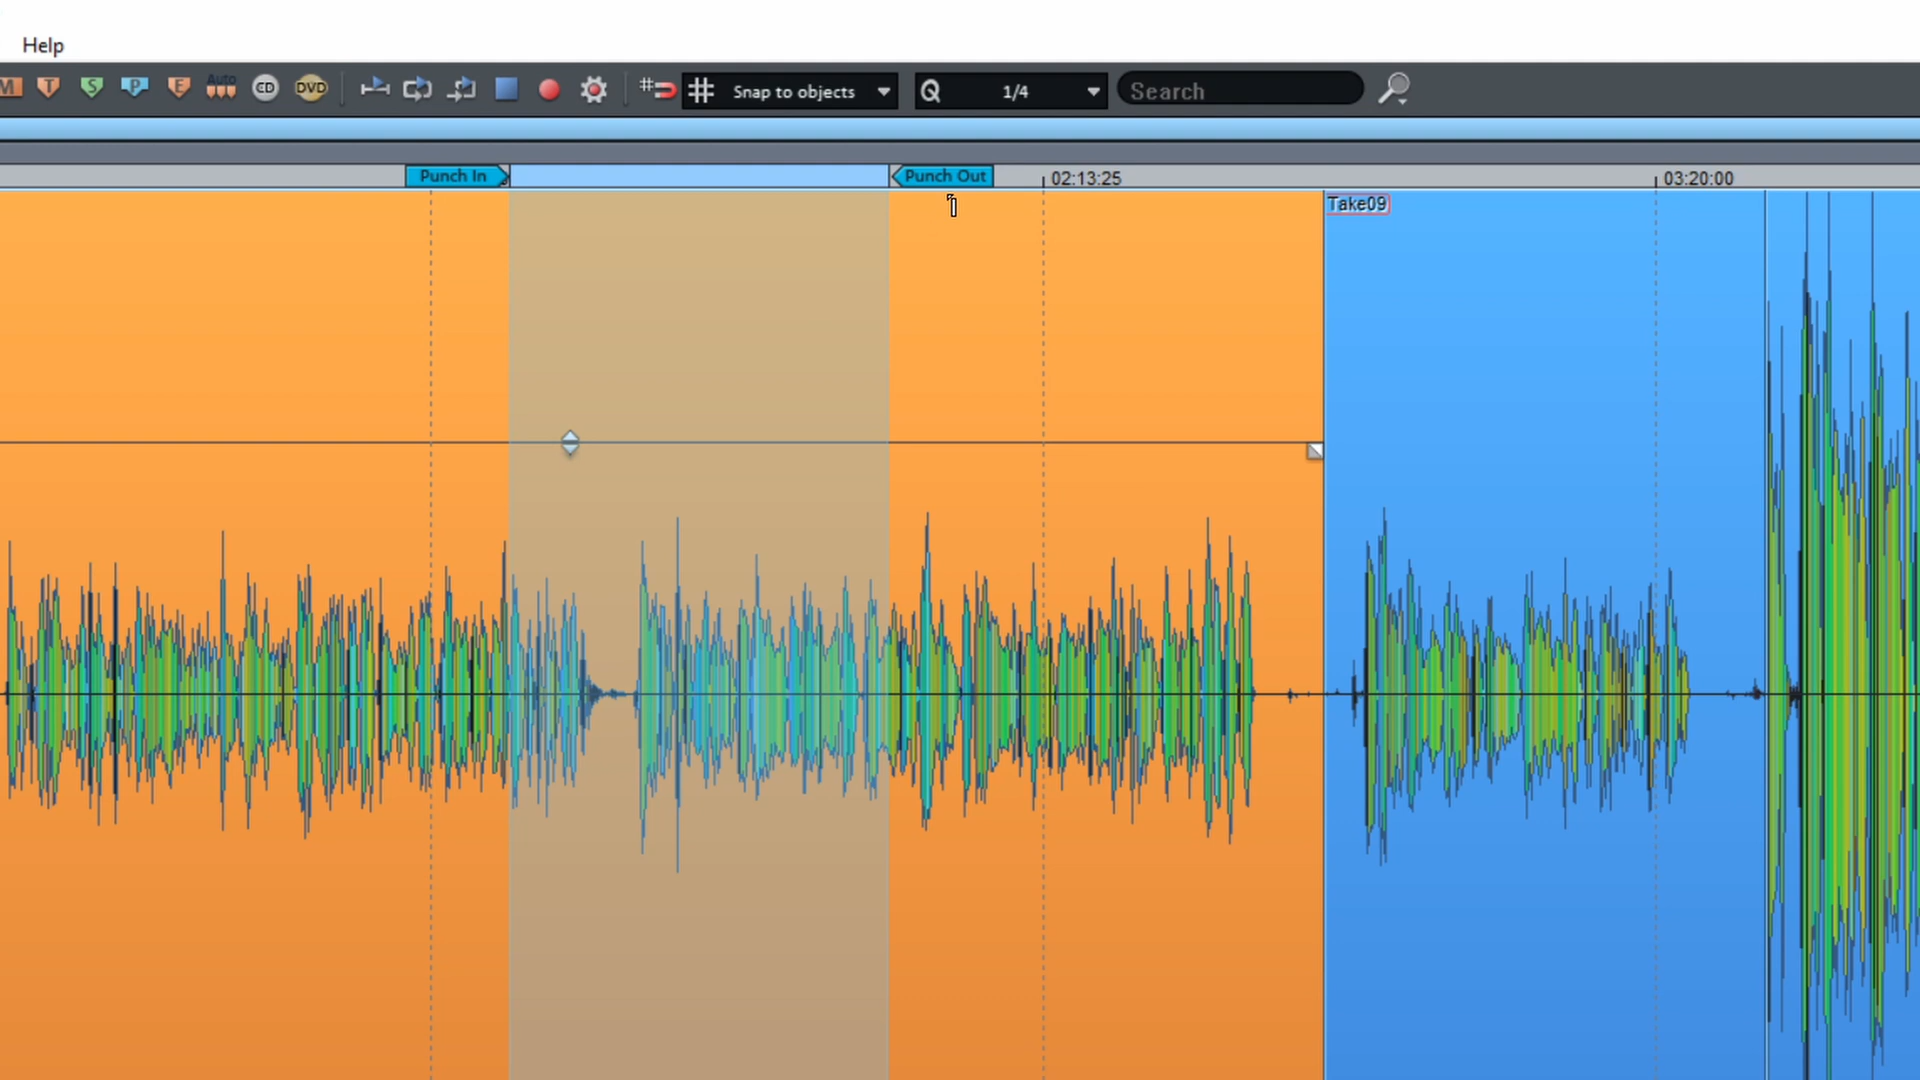 Help
M T S P E Auto CD DVD # # Snap to objects Q 1/4 Search
Punch In Punch Out 02:13:25 03:20:00
Take09